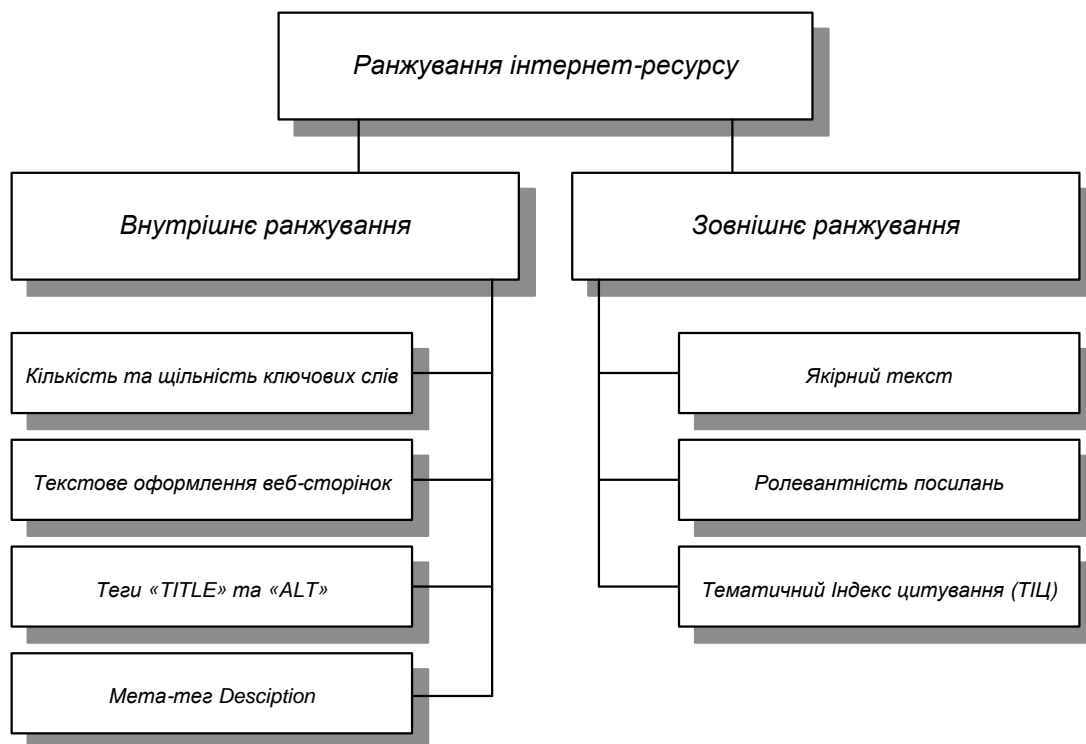 Ранжування інтернет-ресурсу
Внутрішнє ранжування
Зовнішнє ранжування
Кількість та щільність ключових слів
Текстове оформлення веб-сторінок
Теги «TITLE» та «ALT»
Мета-тег Desciption
Якірний текст
Ролевантність посилань
Тематичний Індекс цитування (ТІЦ)